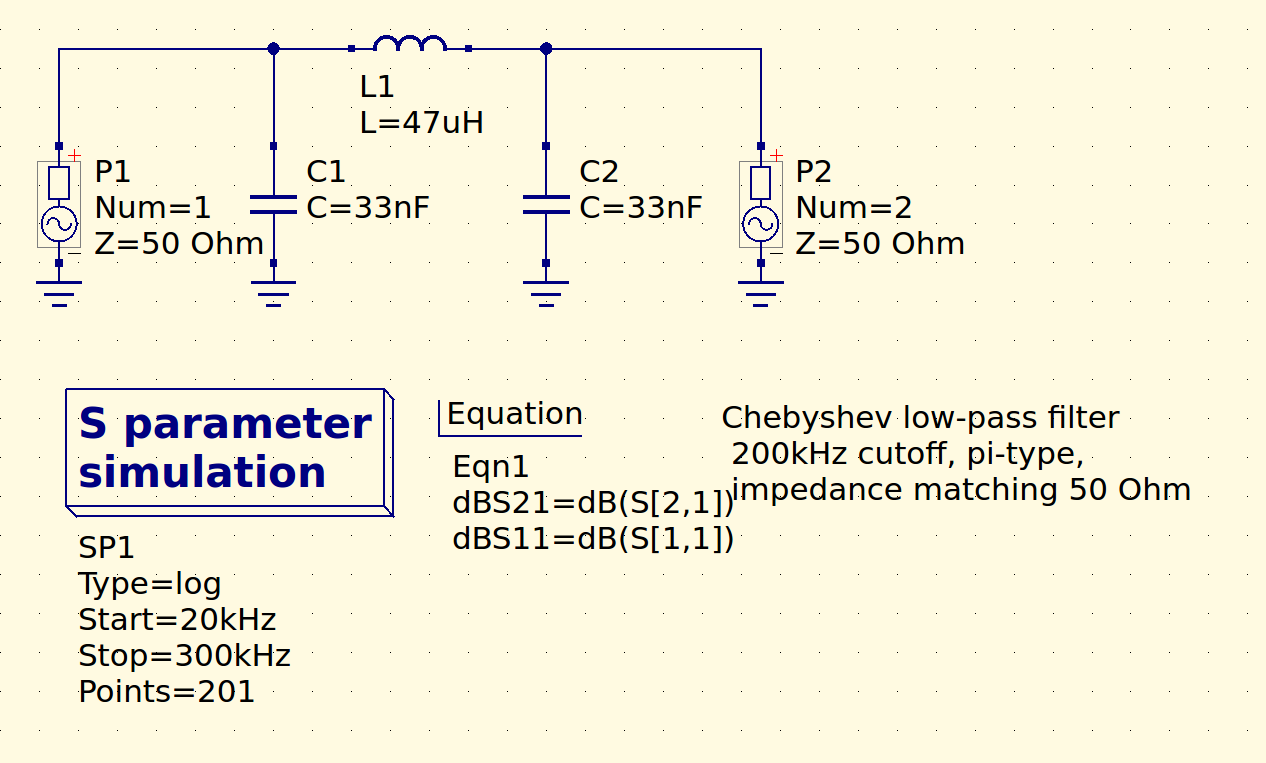 L1
L=47uH
P1
Num=1
Z=50 Ohm
C1
C=33nF
C2
C=33nF
P2
Num=2
Z=50 Ohm
S parameter
simulation
SP1
Type=log
Start=20kHz
Stop=300kHz
Points=201
Equation
Eqn1
dBS21=dB(S[2,1])
dBS11=dB(S[1,1])
Chebyshev low-pass filter
200kHz cutoff, pi-type,
impedance matching 50 Ohm